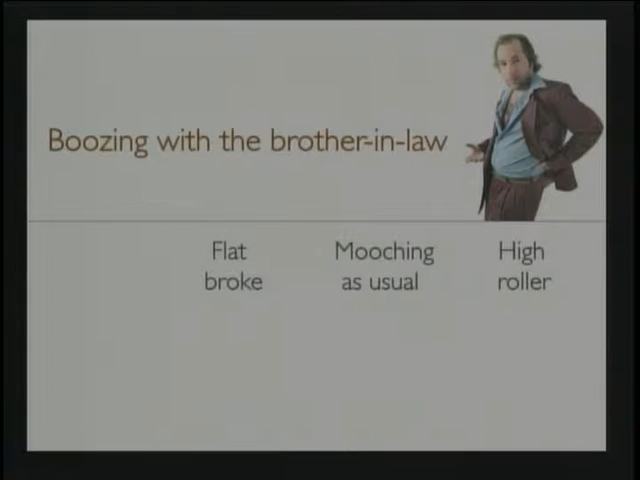 Boozing with the brother-in-law
Flat Mooching High
broke as usual roller